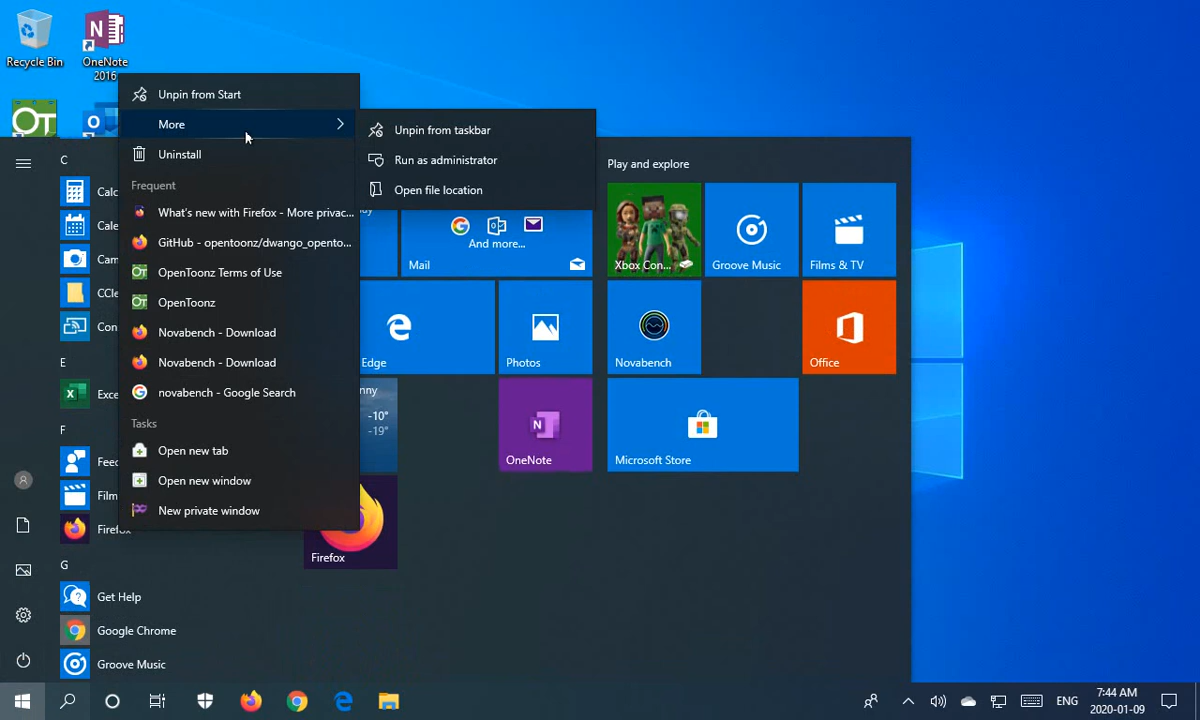 Recycle Bin
OneNote
2016
Unpin from Start
More
Uninstall
Frequent
What's new with Firefox - More privac...
GitHub - opentoonz/dwango_opento...
OpenToonz Terms of Use
OpenToonz
Novabench - Download
Novabench - Download
novabench - Google Search
Tasks
Open new tab
Open new window
New private window
Unpin from taskbar
Run as administrator
Open file location
C
Calc
Cale
Cam
CCle
Con
E
Exce
F
Feed
Film
Firefox
G
Get Help
Google Chrome
Groove Music
And more...
Mail
Edge
Photos
nny
-10°
-19°
OneNote
Firefox
Play and explore
Xbox Con...
Groove Music
Films & TV
Novabench
Office
Microsoft Store
ENG
7:44 AM
2020-01-09